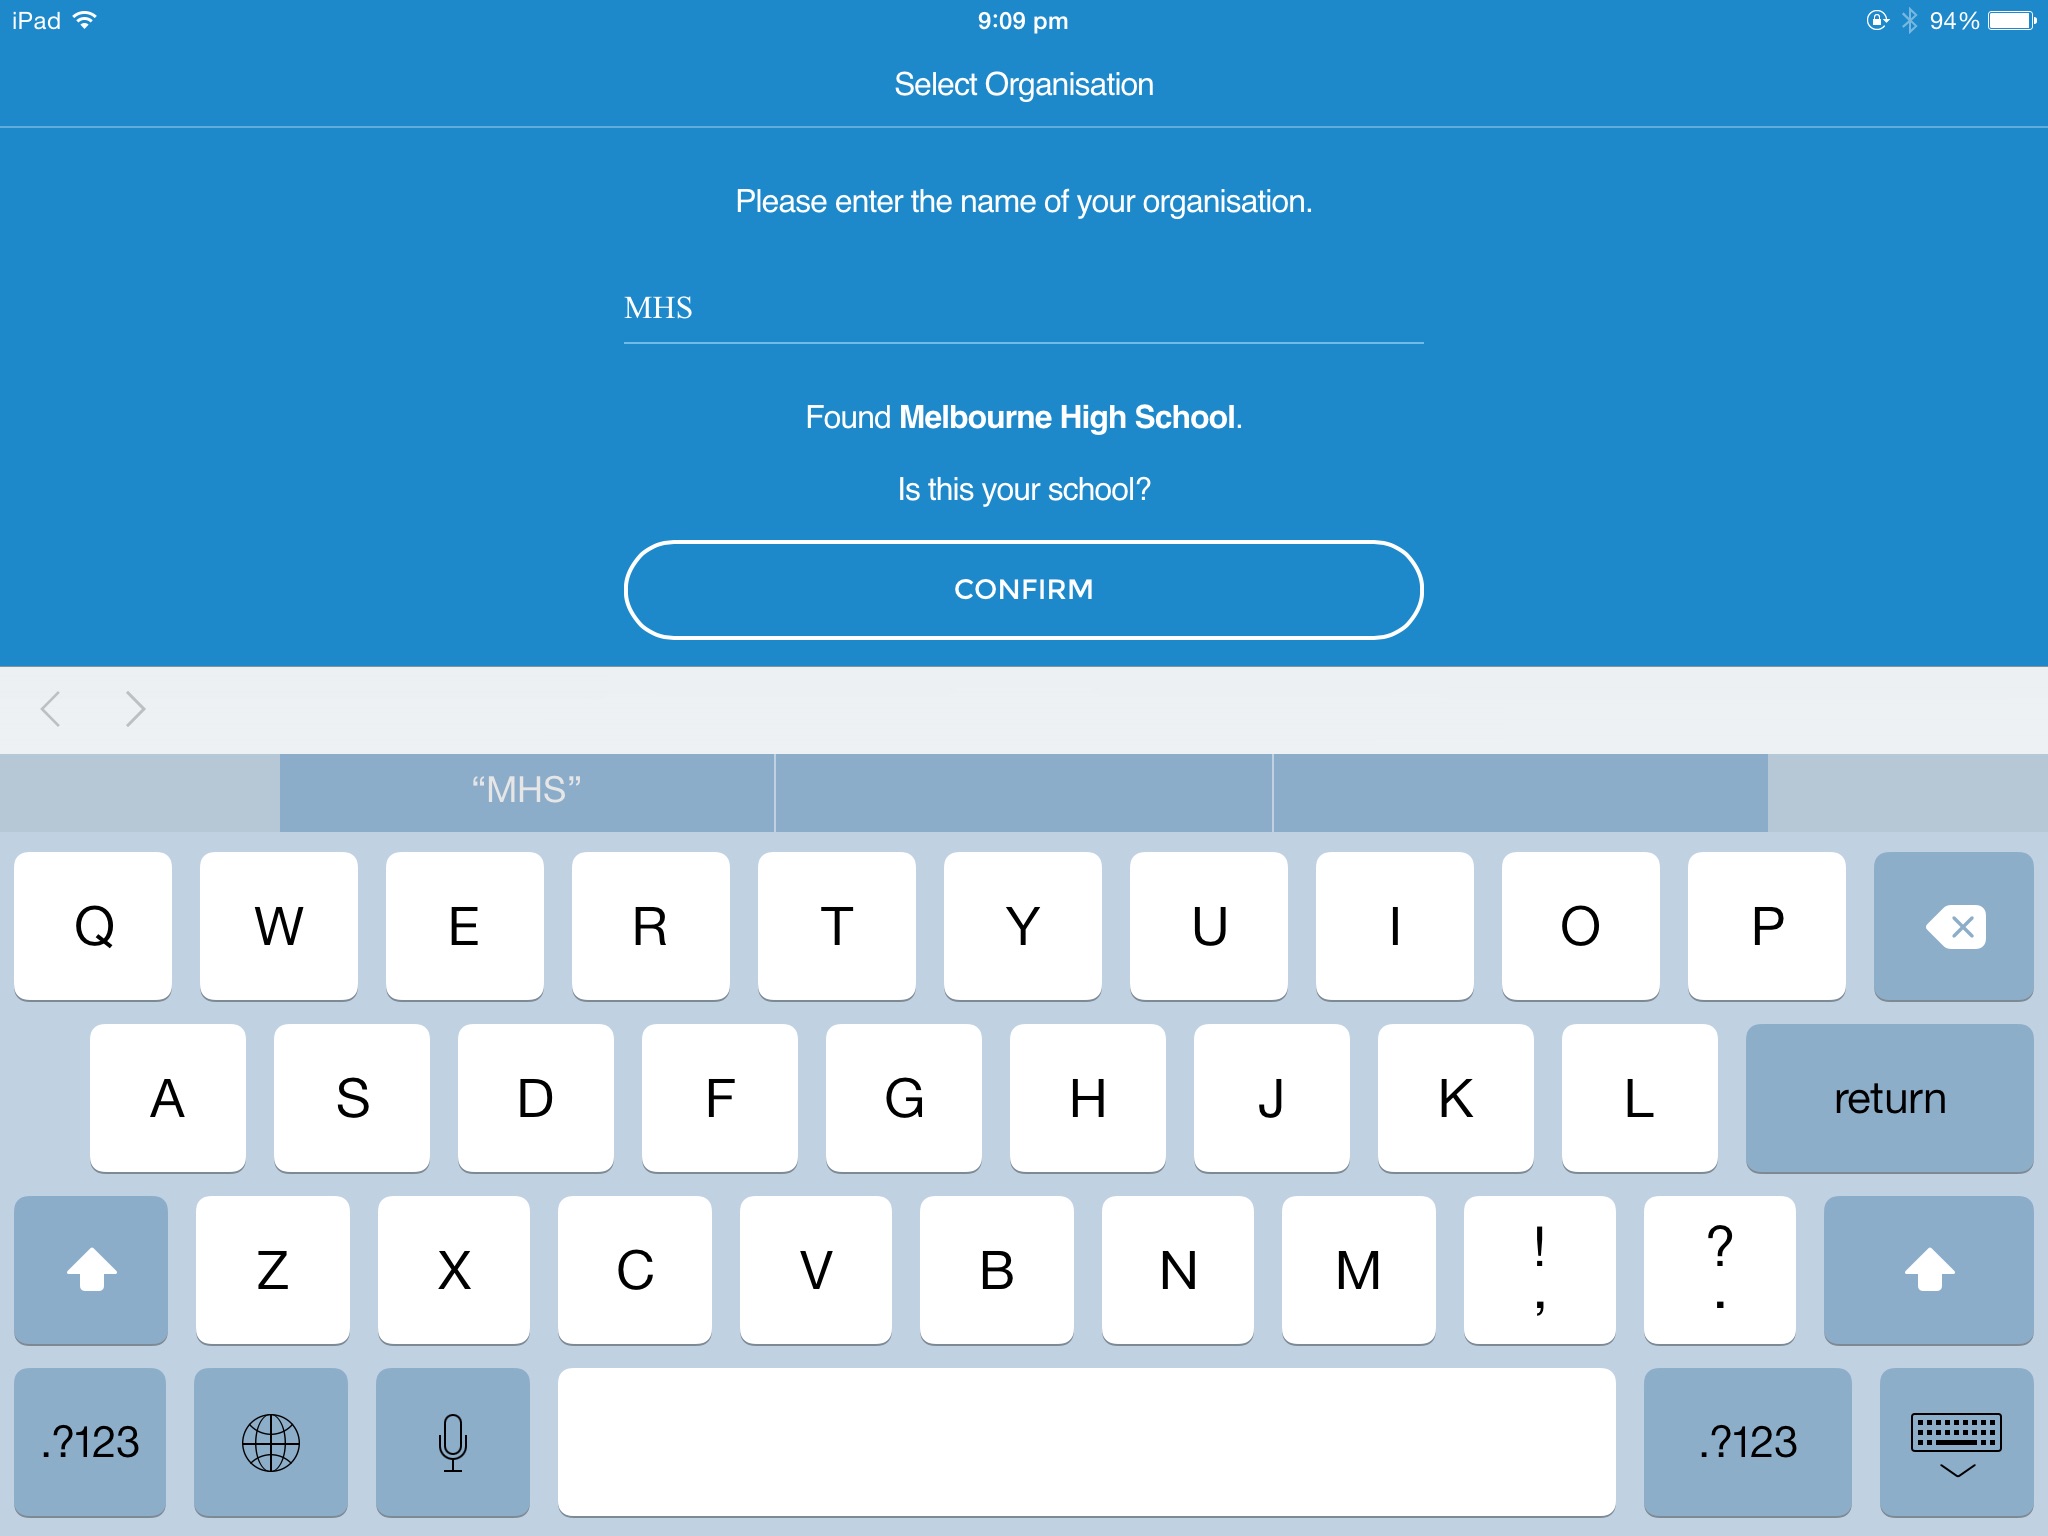 iPad 9:09 pm 94%
Select Organisation
Please enter the name of your organisation.
MHS
Found Melbourne High School.
Is this your school?
CONFIRM
“MHS”
Q W E R T Y U I O P
A S D F G H J K L return
Z X C V B N M ! , ? .
.?123 .?123